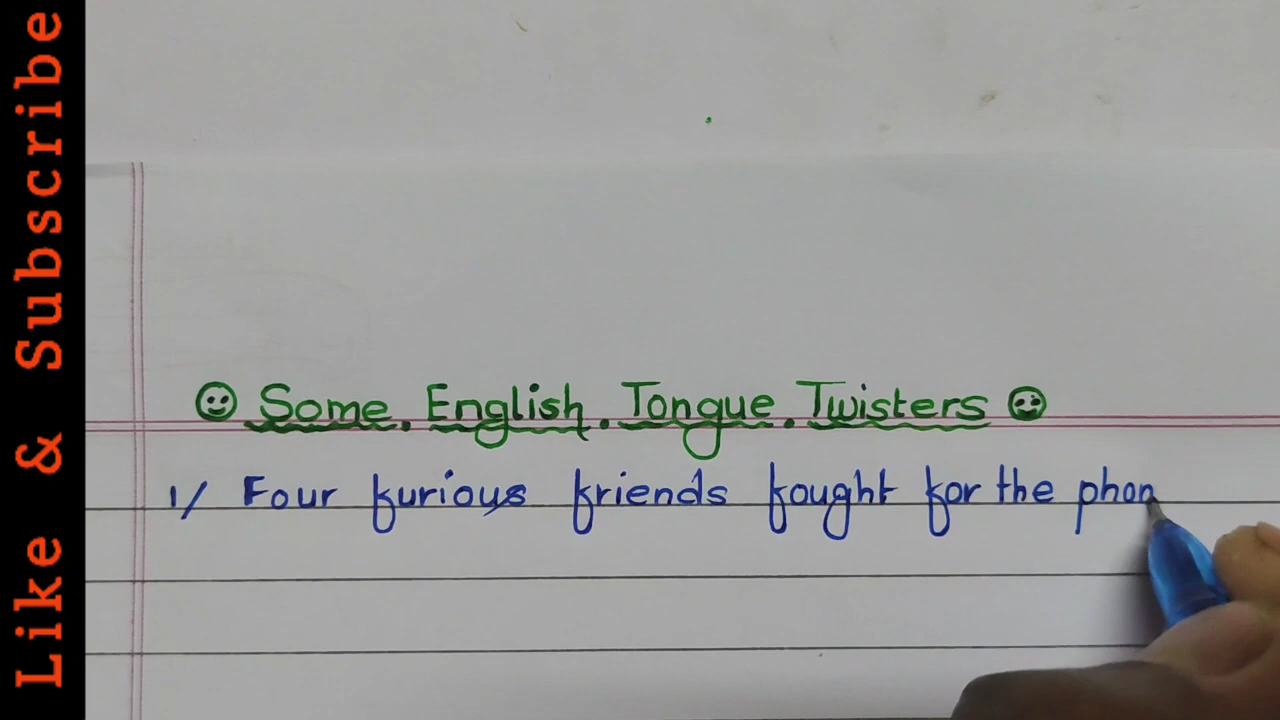 Like & Subscribe
Some English Tongue Twisters
1/ Four furious friends fought for the phon